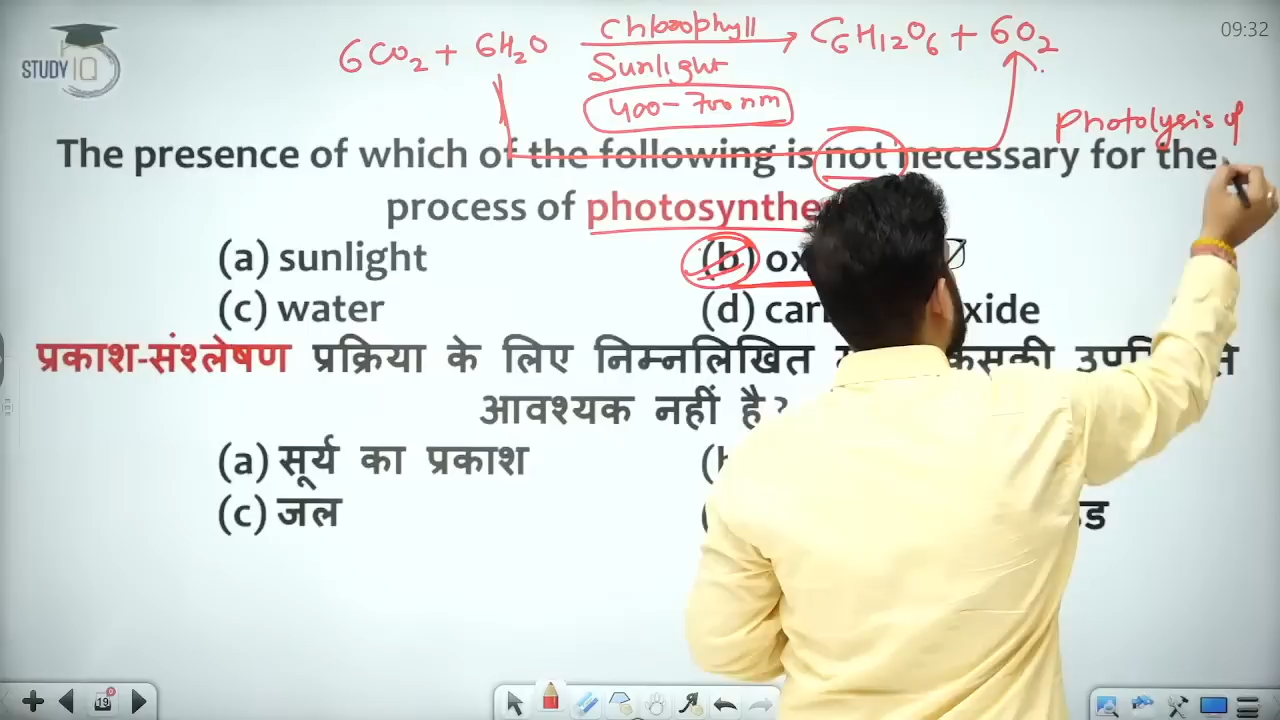 STUDY IQ
09:32
6CO2 + 6H2O Chlorophyll C6H12O6 + 6O2
Sunlight
400-700nm
Photolysis of
The presence of which of the following is not necessary for the
process of photosynthe
(a) sunlight (b) ox
(c) water (d) car xide
प्रकाश-संश्लेषण प्रक्रिया के लिए निम्नलिखित
आवश्यक नहीं है ?
(a) सूर्य का प्रकाश
(c) जल
19